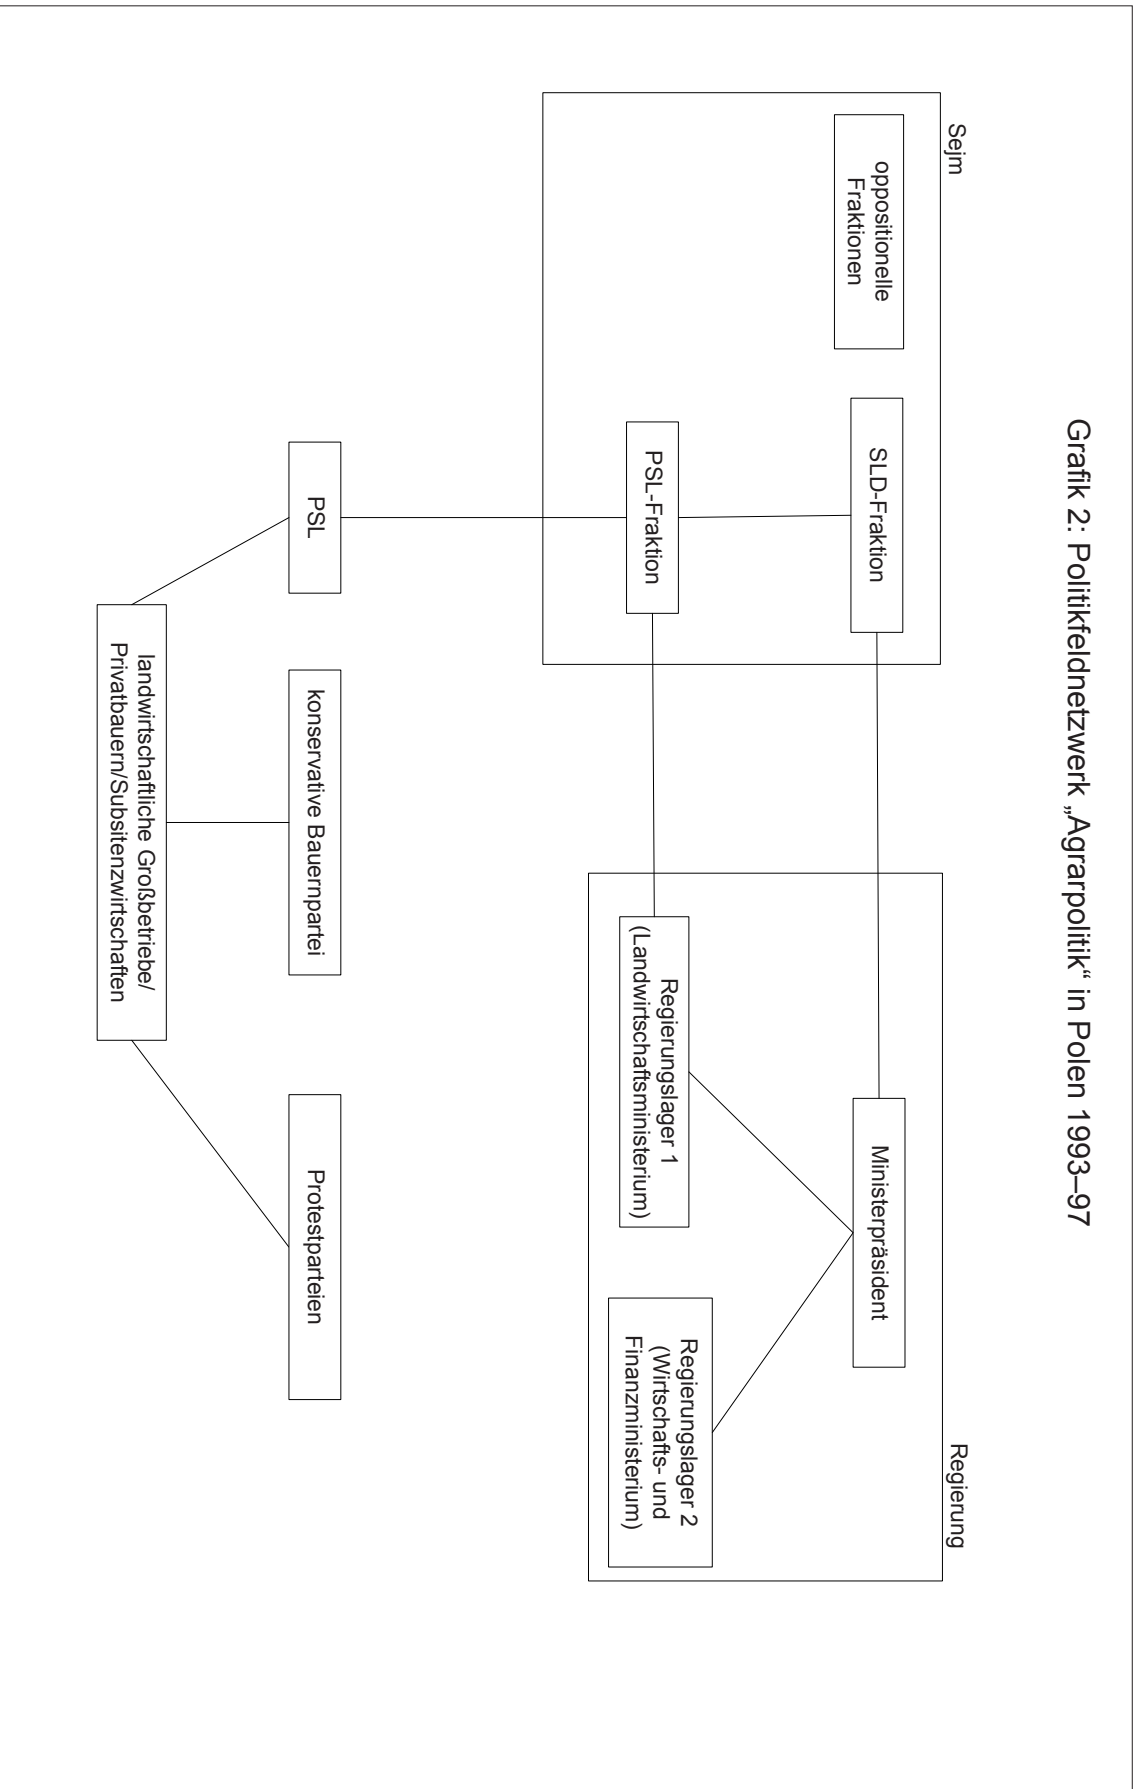 Grafik 2: Politikfeldnetzwerk „Agrarpolitik“ in Polen 1993–97
Sejm
Regierung
oppositionelle
Fraktionen
SLD-Fraktion
Ministerpräsident
PSL-Fraktion
Regierungslager 1
(Landwirtschaftsministerium)
Regierungslager 2
(Wirtschafts- und
Finanzministerium)
PSL
konservative Bauernpartei
Protestparteien
landwirtschaftliche Großbetriebe/
Privatbauern/Subsitenzwirtschaften